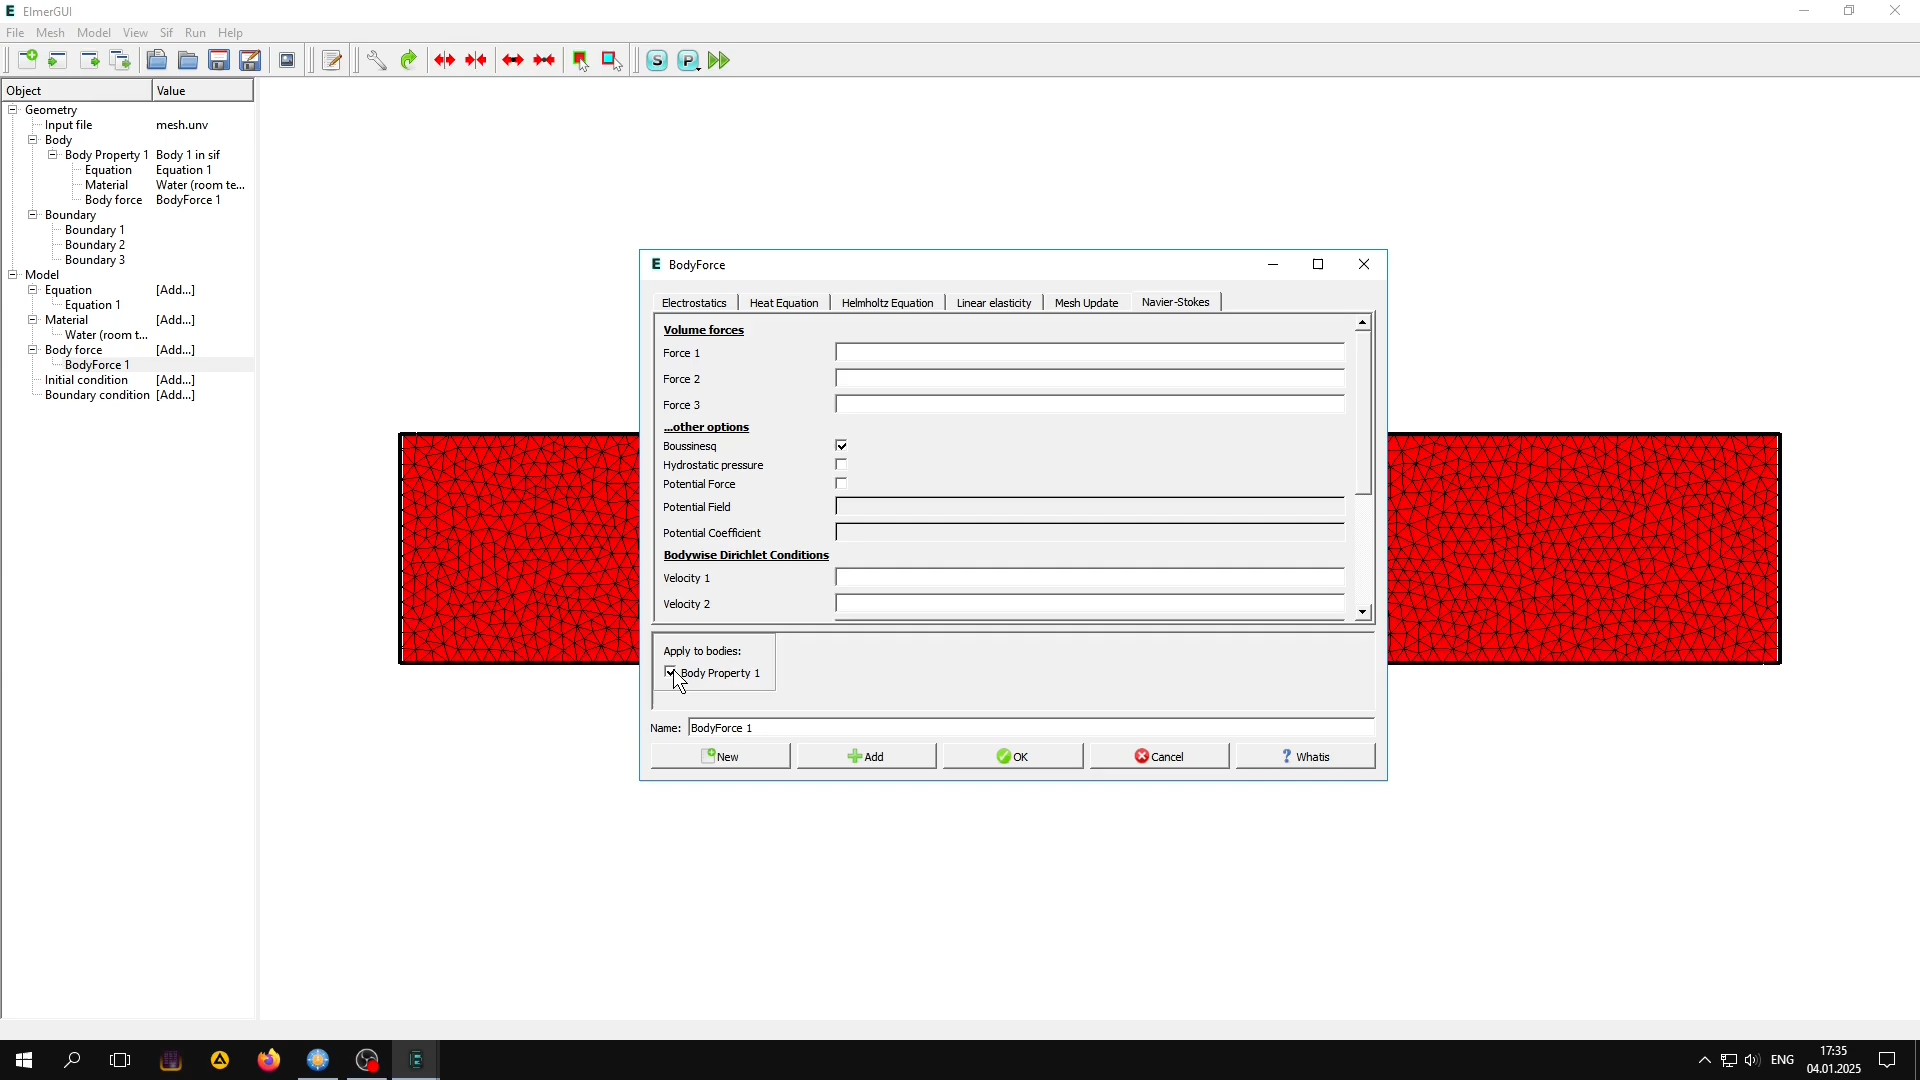 ElmerGUI
File Mesh Model View Sif Run Help
Object Value
Geometry
Input file mesh.unv
Body
Body Property 1 Body 1 in sif
Equation Equation 1
Material Water (room te...
Body force BodyForce 1
Boundary
Boundary 1
Boundary 2
Boundary 3
Model
Equation [Add...]
Equation 1
Material [Add...]
Water (room t...
Body force [Add...]
BodyForce 1
Initial condition [Add...]
Boundary condition [Add...]
BodyForce
Electrostatics Heat Equation Helmholtz Equation Linear elasticity Mesh Update Navier-Stokes
Volume forces
Force 1
Force 2
Force 3
...other options
Boussinesq
Hydrostatic pressure
Potential Force
Potential Field
Potential Coefficient
Bodywise Dirichlet Conditions
Velocity 1
Velocity 2
Apply to bodies:
Body Property 1
Name: BodyForce 1
New Add OK Cancel Whatis
ENG
17:35
04.01.2025